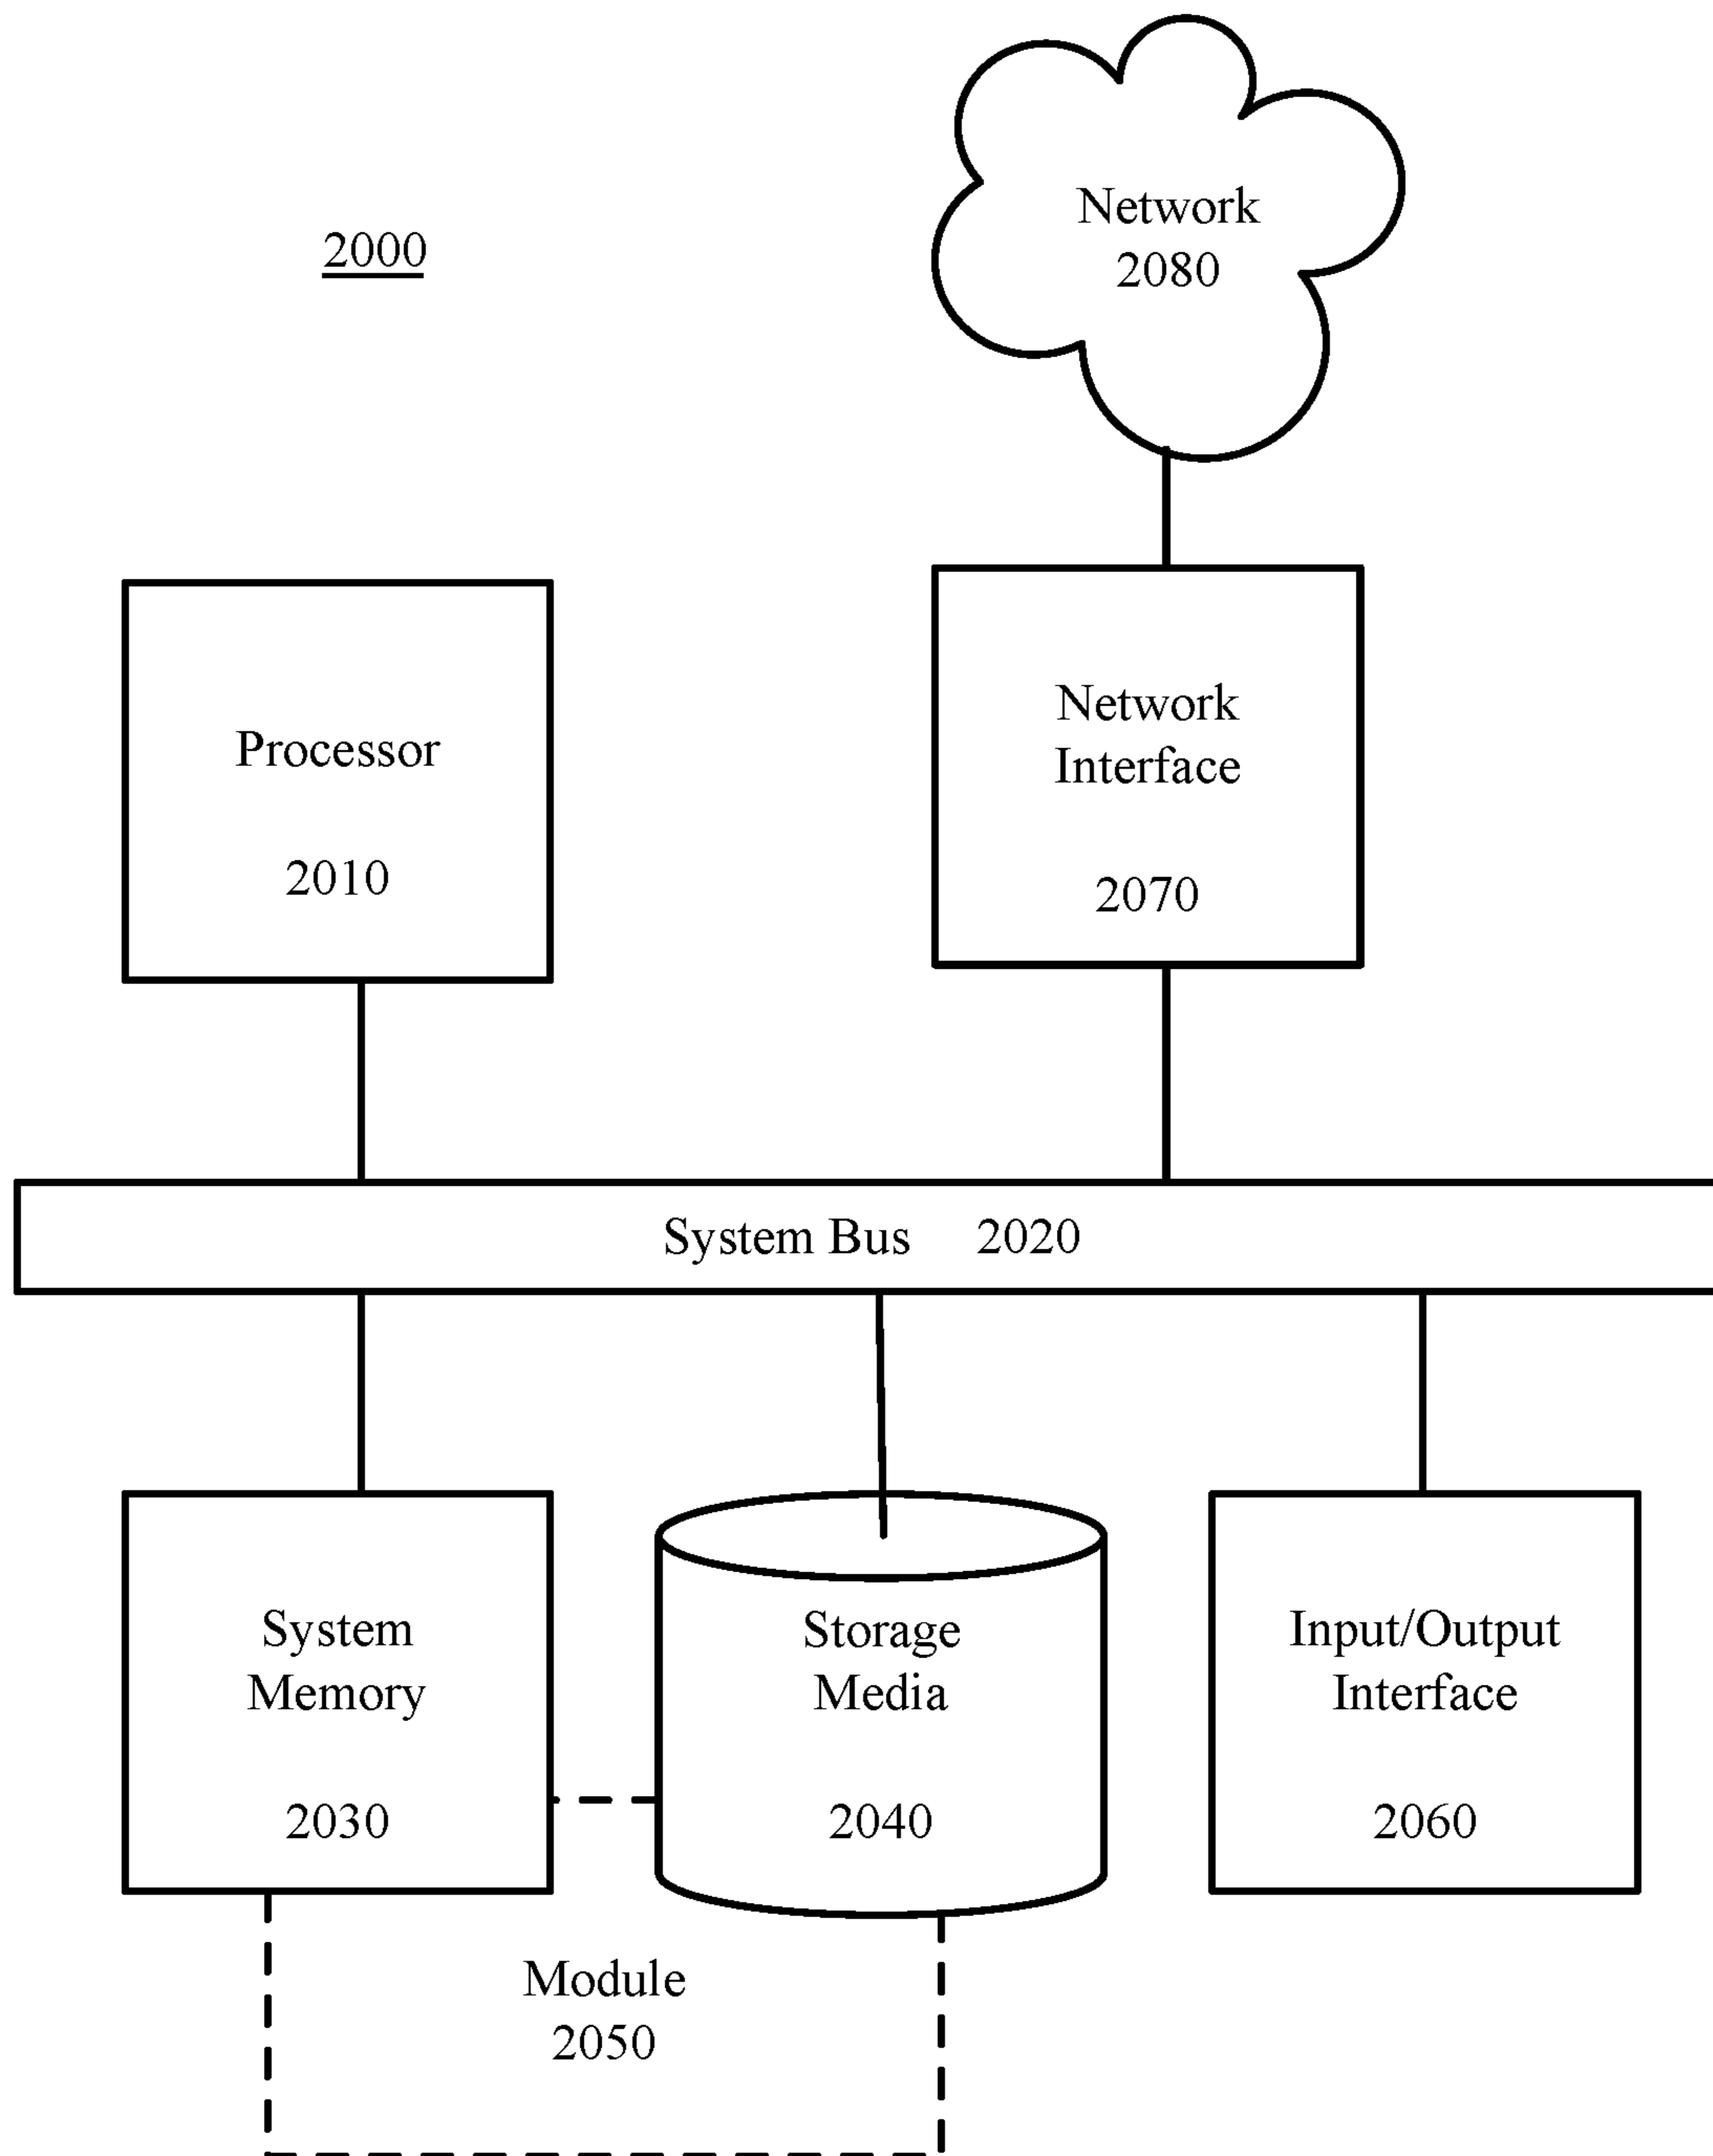 2000
Network
2080
Processor
2010
Network
Interface
2070
System Bus 2020
System
Memory
2030
Storage
Media
2040
Input/Output
Interface
2060
Module
2050